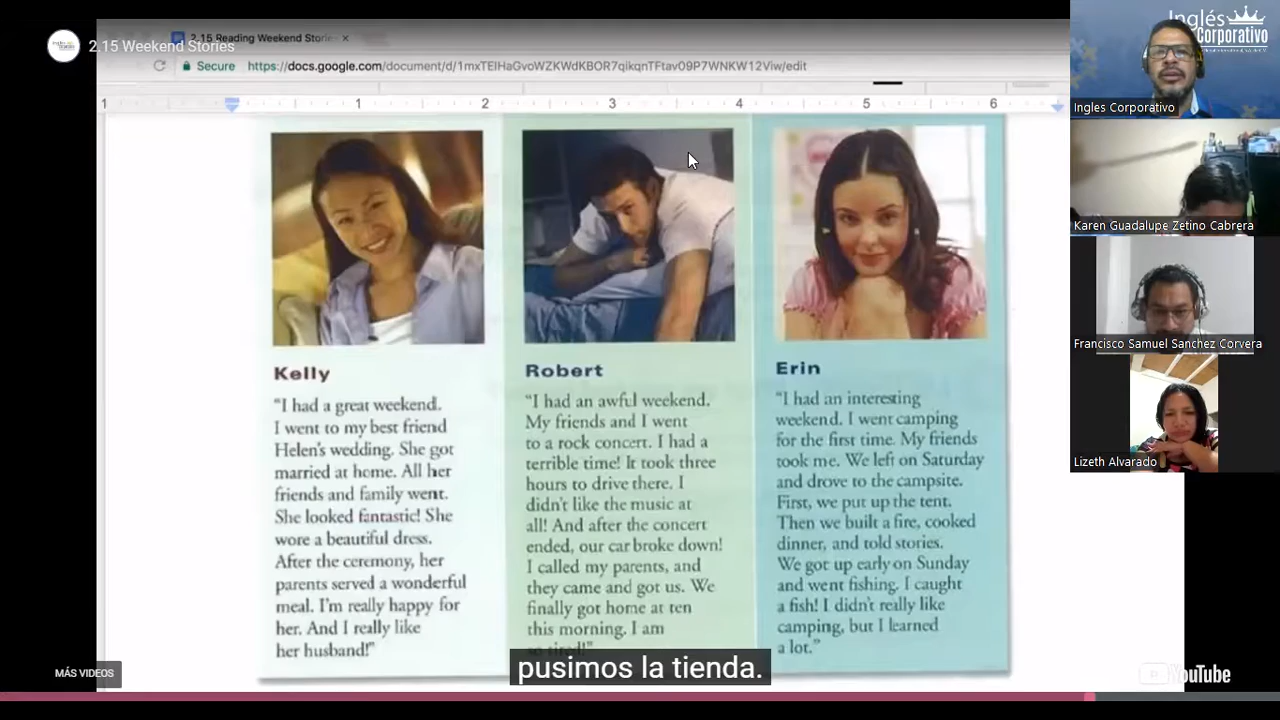 2.15 Reading Weekend Stories
2.15 Weekend Stories
Secure
https://docs.google.com/document/d/1mxTEIHaGvoWZKWdKBOR7qikqnTFtav09P7WNKW12Viw/edit
1 1 2 3 4 5 6
Kelly
"I had a great weekend.
I went to my best friend
Helen's wedding. She got
married at home. All her
friends and family went.
She looked fantastic! She
wore a beautiful dress.
After the ceremony, her
parents served a wonderful
meal. I'm really happy for
her. And I really like
her husband!"
Robert
"I had an awful weekend.
My friends and I went
to a rock concert. I had a
terrible time! It took three
hours to drive there. I
didn't like the music at
all! And after the concert
ended, our car broke down!
I called my parents, and
they came and got us. We
finally got home at ten
this morning. I am
so tired!"
Erin
"I had an interesting
weekend. I went camping
for the first time. My friends
took me. We left on Saturday
and drove to the campsite.
First, we put up the tent.
Then we built a fire, cooked
dinner, and told stories.
We got up early on Sunday
and went fishing. I caught
a fish! I didn't really like
camping, but I learned
a lot."
pusimos la tienda.
MÁS VIDEOS
YouTube
Inglés
Corporativo
Ingles Corporativo
Karen Guadalupe Zetino Cabrera
Francisco Samuel Sanchez Corvera
Lizeth Alvarado